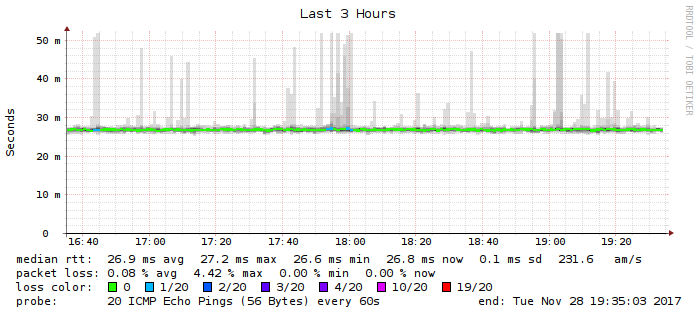 Last 3 Hours
RRDTOOL / TOBI OETIKER
Seconds
50 m
40 m
30 m
20 m
10 m
0
16:40 17:00 17:20 17:40 18:00 18:20 18:40 19:00 19:20
median rtt: 26.9 ms avg 27.2 ms max 26.6 ms min 26.8 ms now 0.1 ms sd 231.6 am/s
packet loss: 0.08 % avg 4.42 % max 0.00 % min 0.00 % now
loss color: 0 1/20 2/20 3/20 4/20 10/20 19/20
probe: 20 ICMP Echo Pings (56 Bytes) every 60s end: Tue Nov 28 19:35:03 2017